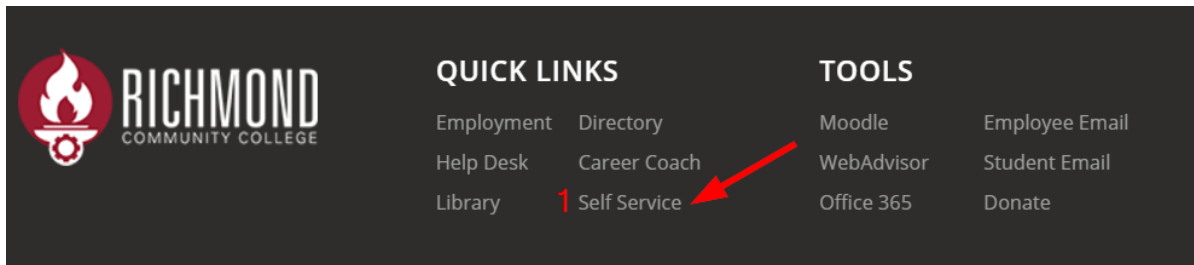 RICHMOND
COMMUNITY COLLEGE
QUICK LINKS
Employment Directory
Help Desk Career Coach
Library 1 Self Service
TOOLS
Moodle Employee Email
WebAdvisor Student Email
Office 365 Donate